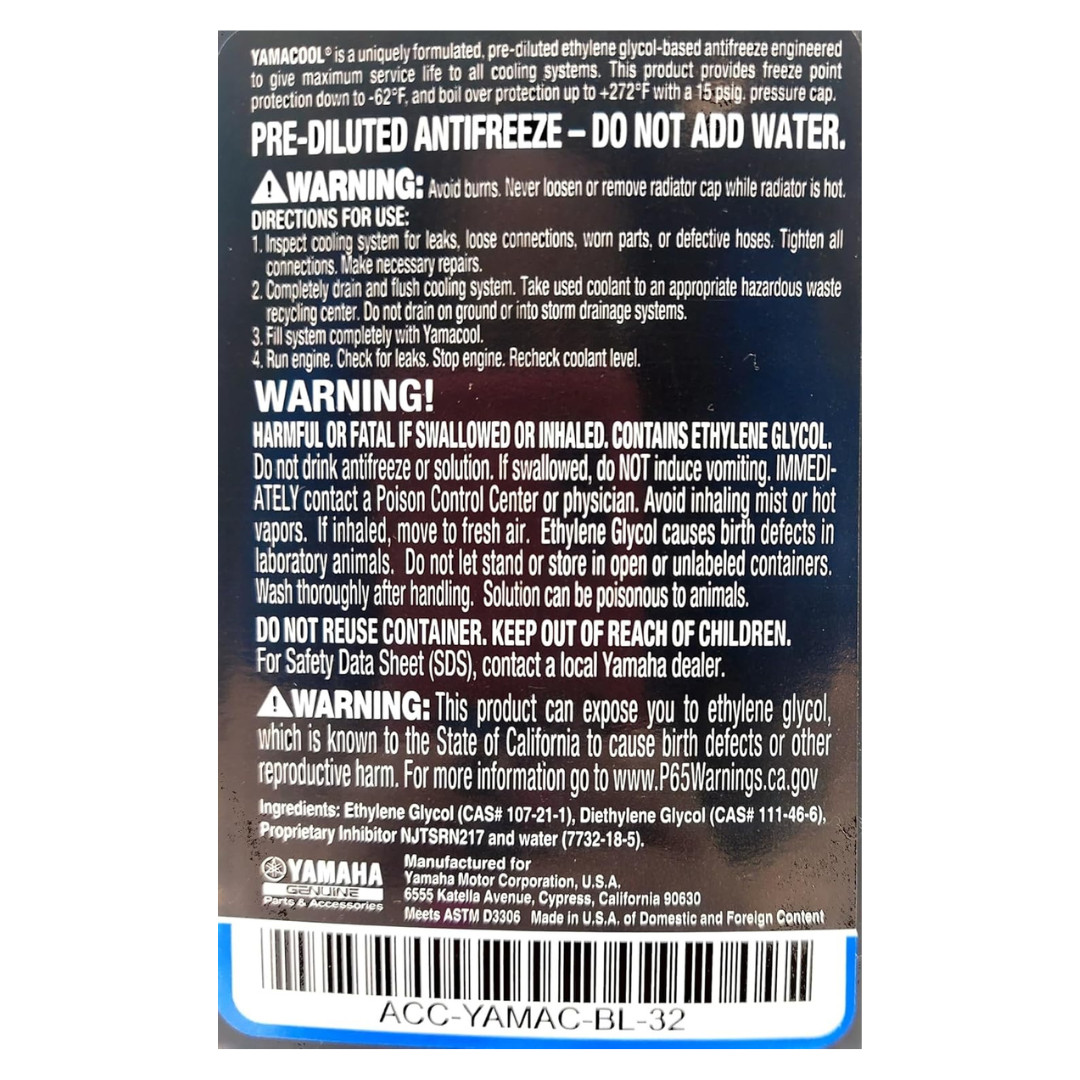 YAMACOOL® is a uniquely formulated, pre-diluted ethylene glycol-based antifreeze engineered
to give maximum service life to all cooling systems. This product provides freeze point
protection down to -62°F, and boil over protection up to +272°F with a 15 psig. pressure cap.
PRE-DILUTED ANTIFREEZE – DO NOT ADD WATER.
WARNING: Avoid burns. Never loosen or remove radiator cap while radiator is hot.
DIRECTIONS FOR USE:
1. Inspect cooling system for leaks, loose connections, worn parts, or defective hoses. Tighten all
connections. Make necessary repairs.
2. Completely drain and flush cooling system. Take used coolant to an appropriate hazardous waste
recycling center. Do not drain on ground or into storm drainage systems.
3. Fill system completely with Yamacool.
4. Run engine. Check for leaks. Stop engine. Recheck coolant level.
WARNING!
HARMFUL OR FATAL IF SWALLOWED OR INHALED. CONTAINS ETHYLENE GLYCOL.
Do not drink antifreeze or solution. If swallowed, do NOT induce vomiting. IMMEDI-
ATELY contact a Poison Control Center or physician. Avoid inhaling mist or hot
vapors. If inhaled, move to fresh air. Ethylene Glycol causes birth defects in
laboratory animals. Do not let stand or store in open or unlabeled containers.
Wash thoroughly after handling. Solution can be poisonous to animals.
DO NOT REUSE CONTAINER. KEEP OUT OF REACH OF CHILDREN.
For Safety Data Sheet (SDS), contact a local Yamaha dealer.
WARNING: This product can expose you to ethylene glycol,
which is known to the State of California to cause birth defects or other
reproductive harm. For more information go to www.P65Warnings.ca.gov
Ingredients: Ethylene Glycol (CAS# 107-21-1), Diethylene Glycol (CAS# 111-46-6),
Proprietary Inhibitor NJTSRN217 and water (7732-18-5).
YAMAHA
GENUINE
Parts & Accessories
Manufactured for
Yamaha Motor Corporation, U.S.A.
6555 Katella Avenue, Cypress, California 90630
Meets ASTM D3306 Made in U.S.A. of Domestic and Foreign Content
ACC-YAMAC-BL-32